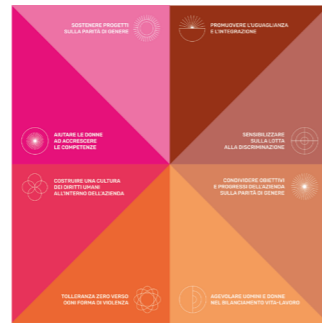 SOSTENERE PROGETTI
SULLA PARITÀ DI GENERE
PROMUOVERE L'UGUAGLIANZA
E L'INTEGRAZIONE
AIUTARE LE DONNE
AD ACCRESCERE
LE COMPETENZE
SENSIBILIZZARE
SULLA LOTTA
ALLA DISCRIMINAZIONE
COSTRUIRE UNA CULTURA
DEI DIRITTI UMANI
ALL'INTERNO DELL'AZIENDA
CONDIVIDERE OBIETTIVI
E PROGRESSI DELL'AZIENDA
SULLA PARITÀ DI GENERE
TOLLERANZA ZERO VERSO
OGNI FORMA DI VIOLENZA
AGEVOLARE UOMINI E DONNE
NEL BILANCIAMENTO VITA-LAVORO